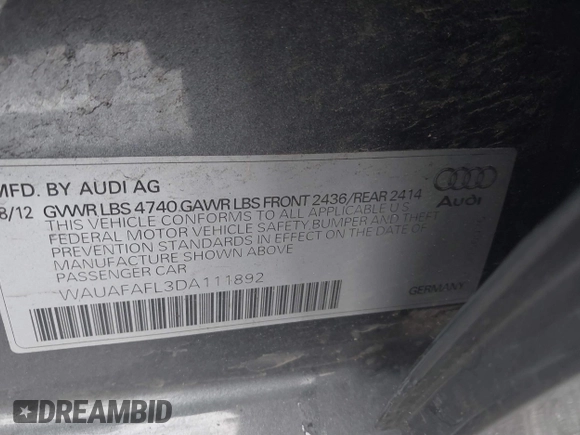 MFD. BY AUDI AG
8/12 GVWR LBS 4740 GAWR LBS FRONT 2436/REAR 2414
THIS VEHICLE CONFORMS TO ALL APPLICABLE U.S.
FEDERAL MOTOR VEHICLE SAFETY BUMPER AND THEFT
PREVENTION STANDARDS IN EFFECT ON THE DATE OF
MANUFACTURE SHOWN ABOVE
PASSENGER CAR
WAUAFAFL3DA111892
Audi
GERMANY
DREAMBID